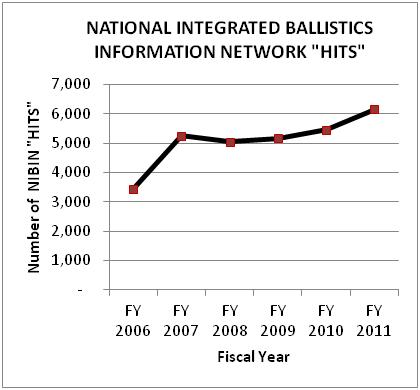 NATIONAL INTEGRATED BALLISTICS
INFORMATION NETWORK "HITS"
Number of NIBIN "HITS"
7,000
6,000
5,000
4,000
3,000
2,000
1,000
-
FY FY FY FY FY FY
2006 2007 2008 2009 2010 2011
Fiscal Year